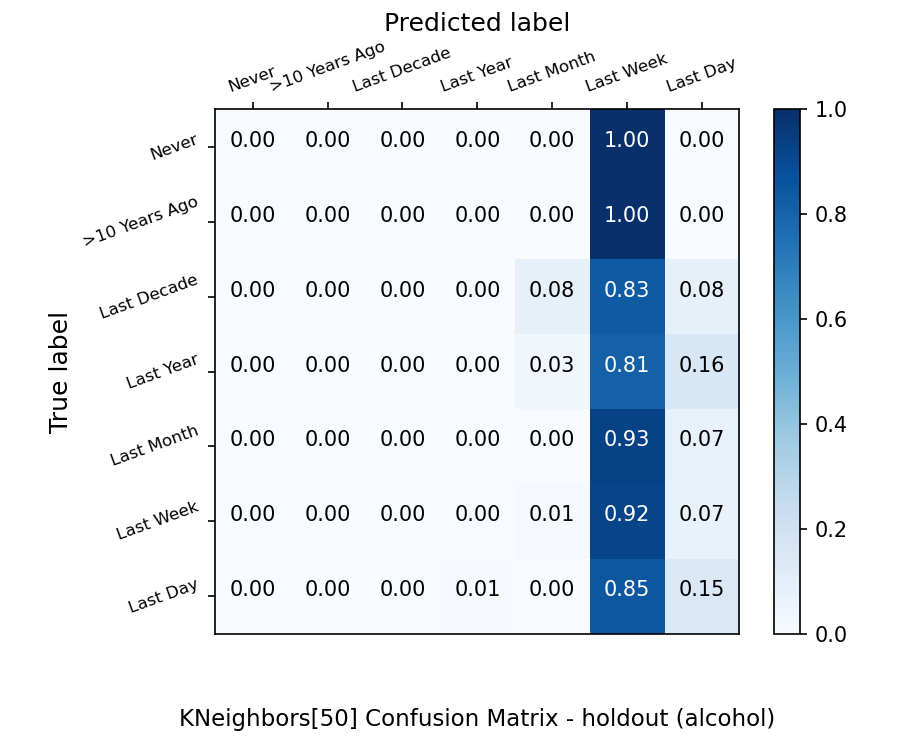 Predicted label
Never >10 Years Ago Last Decade Last Year Last Month Last Week Last Day
1.0
Never 0.00 0.00 0.00 0.00 0.00 1.00 0.00
>10 Years Ago 0.00 0.00 0.00 0.00 0.00 1.00 0.00
0.8
Last Decade 0.00 0.00 0.00 0.00 0.08 0.83 0.08
0.6
Last Year 0.00 0.00 0.00 0.00 0.03 0.81 0.16
True label
0.4
Last Month 0.00 0.00 0.00 0.00 0.00 0.93 0.07
Last Week 0.00 0.00 0.00 0.00 0.01 0.92 0.07
0.2
Last Day 0.00 0.00 0.00 0.01 0.00 0.85 0.15
0.0
KNeighbors[50] Confusion Matrix - holdout (alcohol)